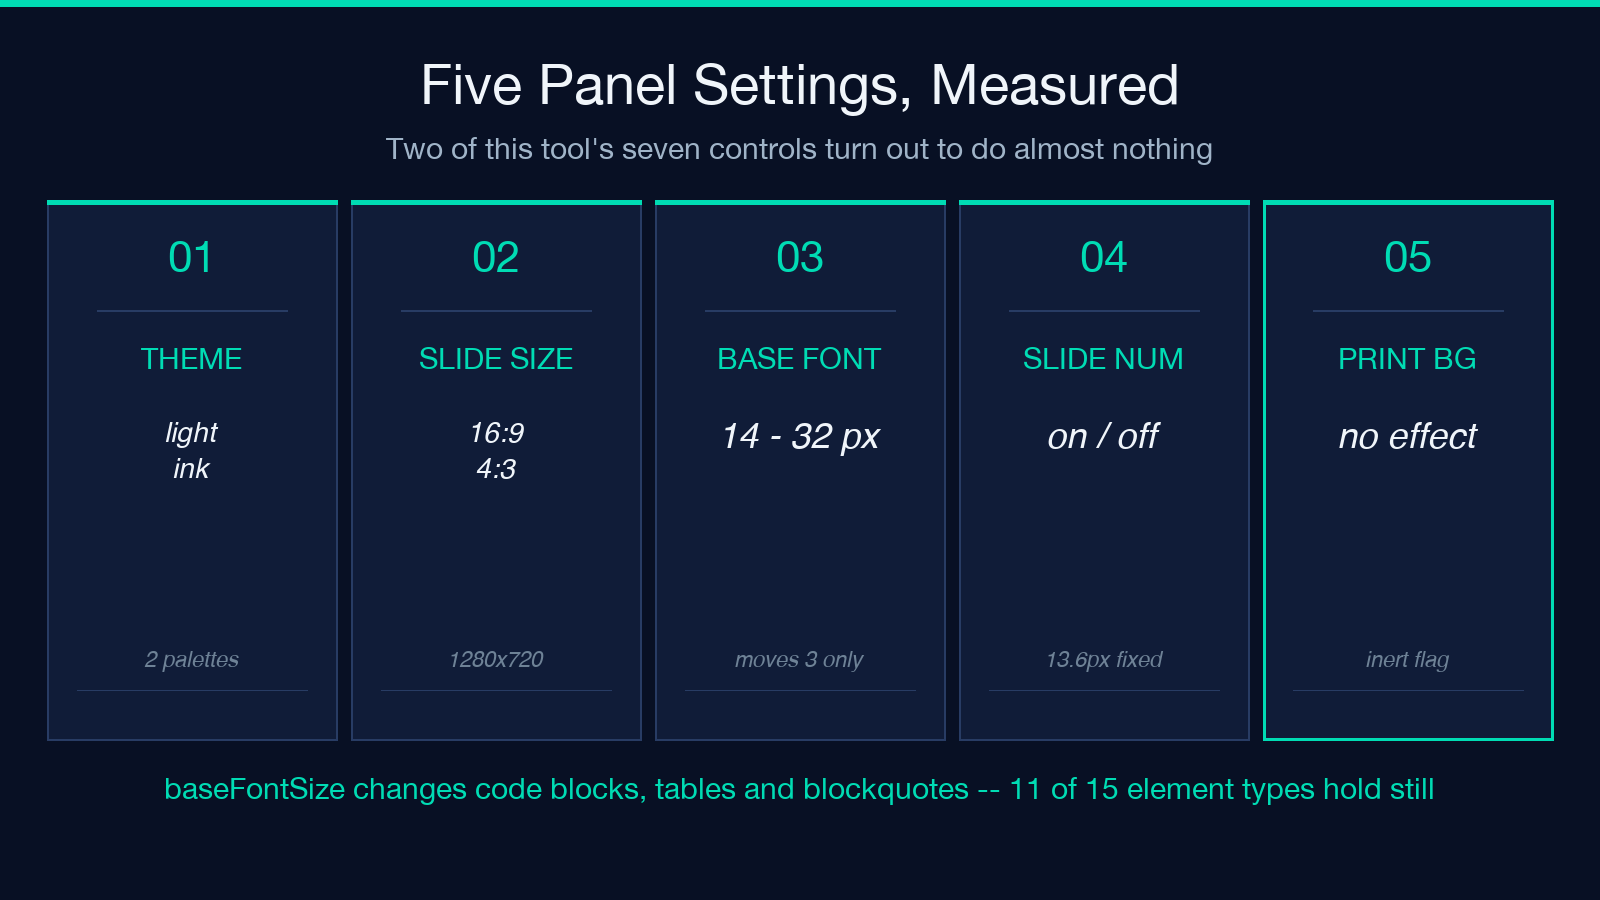 Five Panel Settings, Measured
Two of this tool's seven controls turn out to do almost nothing
01
THEME
light
ink
2 palettes
02
SLIDE SIZE
16:9
4:3
1280x720
03
BASE FONT
14 - 32 px
moves 3 only
04
SLIDE NUM
on / off
13.6px fixed
05
PRINT BG
no effect
inert flag
baseFontSize changes code blocks, tables and blockquotes -- 11 of 15 element types hold still